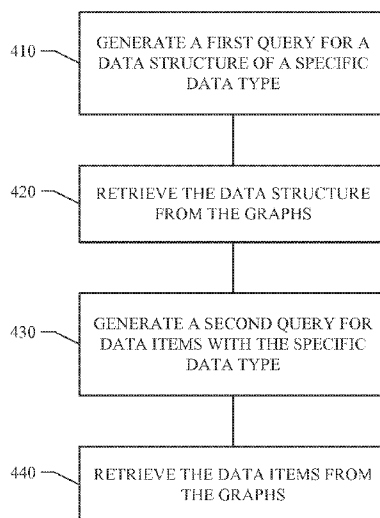 410
GENERATE A FIRST QUERY FOR A
DATA STRUCTURE OF A SPECIFIC
DATA TYPE
420
RETRIEVE THE DATA STRUCTURE
FROM THE GRAPHS
430
GENERATE A SECOND QUERY FOR
DATA ITEMS WITH THE SPECIFIC
DATA TYPE
440
RETRIEVE THE DATA ITEMS FROM
THE GRAPHS